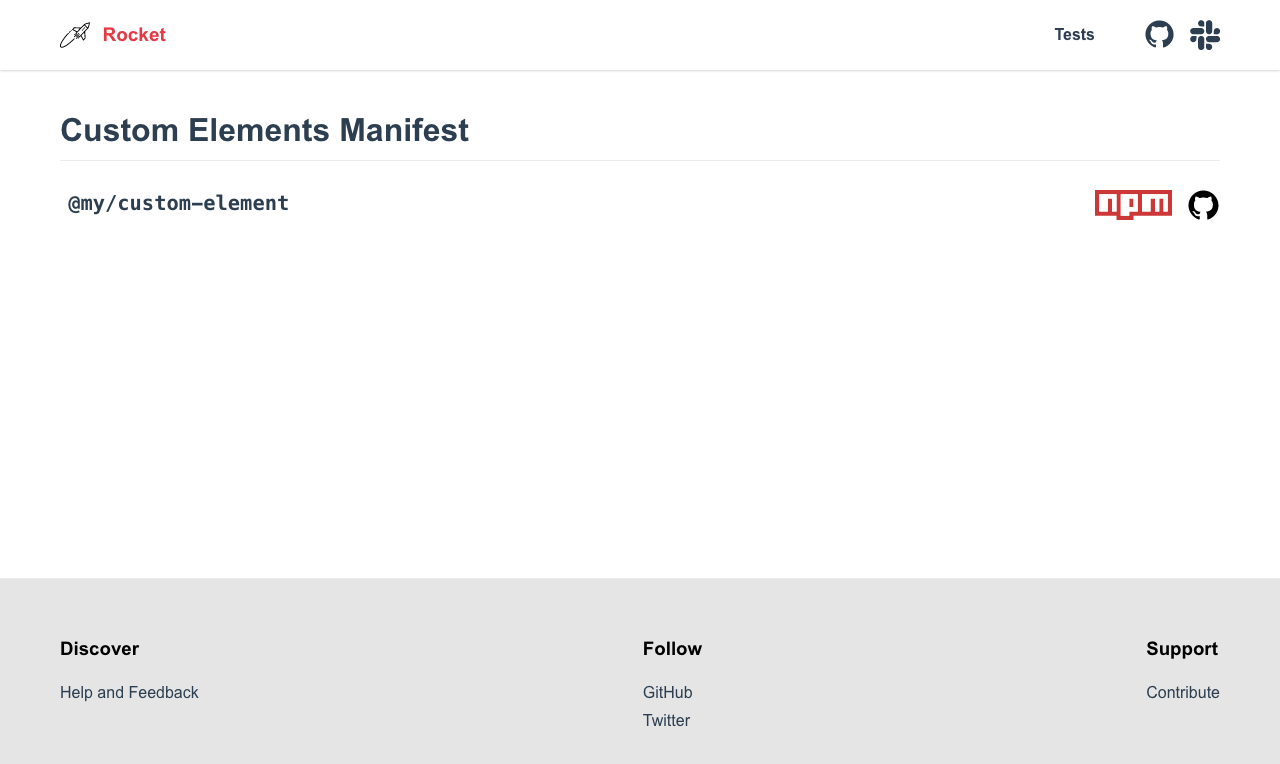 Rocket
Tests
Custom Elements Manifest
@my/custom-element
npm
Discover
Help and Feedback
Follow
GitHub
Twitter
Support
Contribute